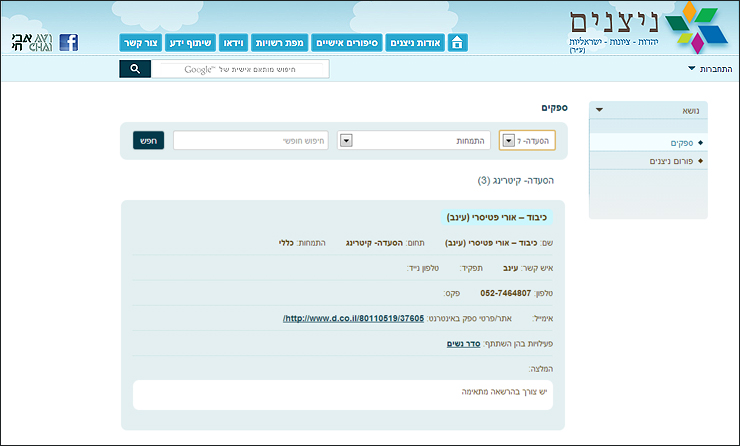 ניצנים
יהדות - ציונות - ישראליות
(ע"ר)
אודות ניצנים
סיפורים אישיים
מפת רשויות
וידאו
שיתוף ידע
צור קשר
אבי חי
AVI CHAI
התחברות
חיפוש מותאם אישית של Google™
נושא
ספקים
פורום ניצנים
ספקים
הסעדה- ק
התמחות
חיפוש חופשי
חפש
הסעדה- קיטרינג (3)
כיבוד – אורי פטיסרי (עינב)
שם: כיבוד – אורי פטיסרי (עינב) תחום: הסעדה- קיטרינג התמחות: כללי
איש קשר: עינב תפקיד: טלפון נייד:
טלפון: 052-7464807 פקס:
אימייל: אתר/פרטי ספק באינטרנט: http://www.d.co.il/80110519/37605/
פעילויות בהן השתתף: סדר נשים
המלצה:
יש צורך בהרשאה מתאימה